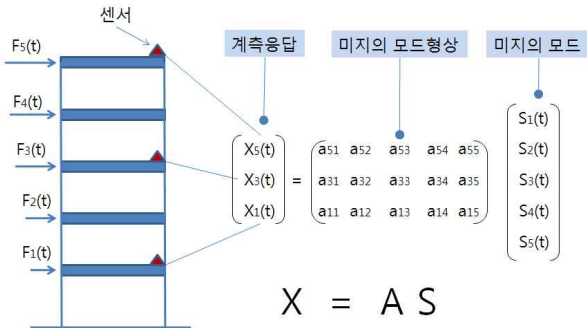 센서
F5(t)
F4(t)
F3(t)
F2(t)
F1(t)
계측응답
미지의 모드형상
미지의 모드
X5(t)
X3(t)
X1(t)
=
a51 a52 a53 a54 a55
a31 a32 a33 a34 a35
a11 a12 a13 a14 a15
S1(t)
S2(t)
S3(t)
S4(t)
S5(t)
X = A S